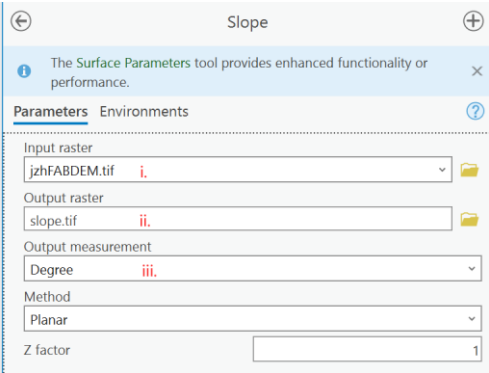 Slope
The Surface Parameters tool provides enhanced functionality or
performance.
Parameters Environments
Input raster
jzhFABDEM.tif i.
Output raster
slope.tif ii.
Output measurement
Degree iii.
Method
Planar
Z factor 1